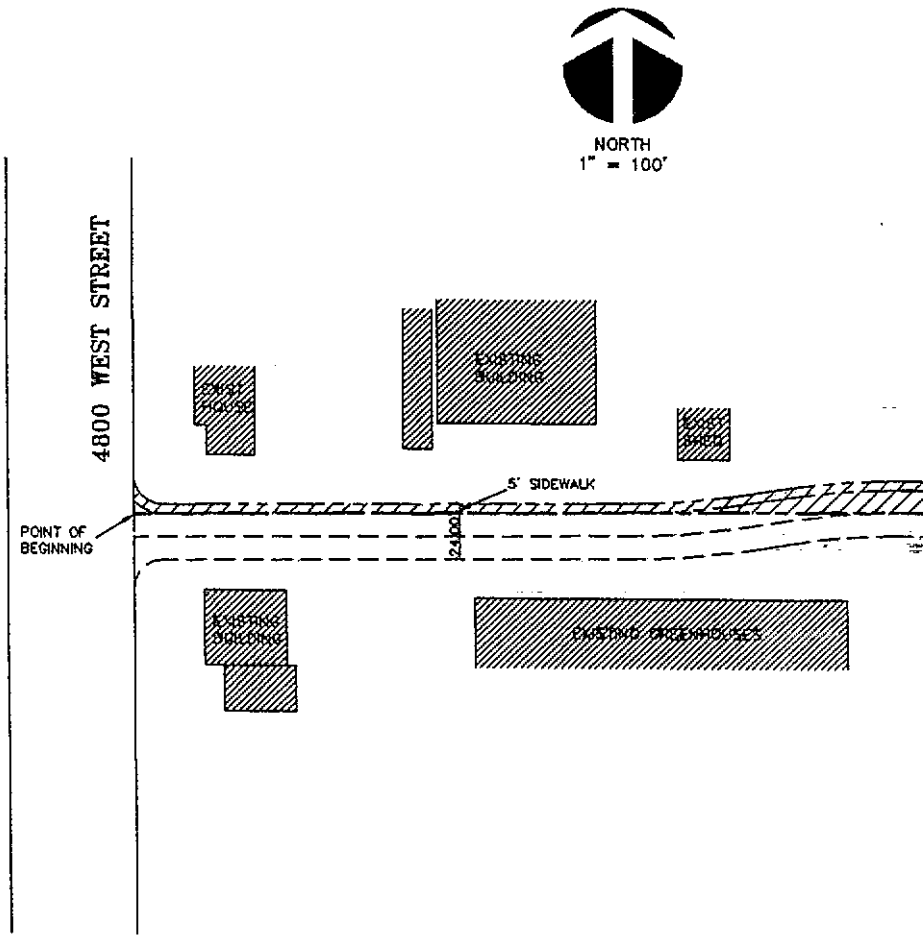 NORTH
1" = 100'
4800 WEST STREET
EXISTING
BUILDING
EXIST
HOUSE
EXIST
SHED
5' SIDEWALK
POINT OF
BEGINNING
24.00
EXISTING
BUILDING
EXISTING GREENHOUSES